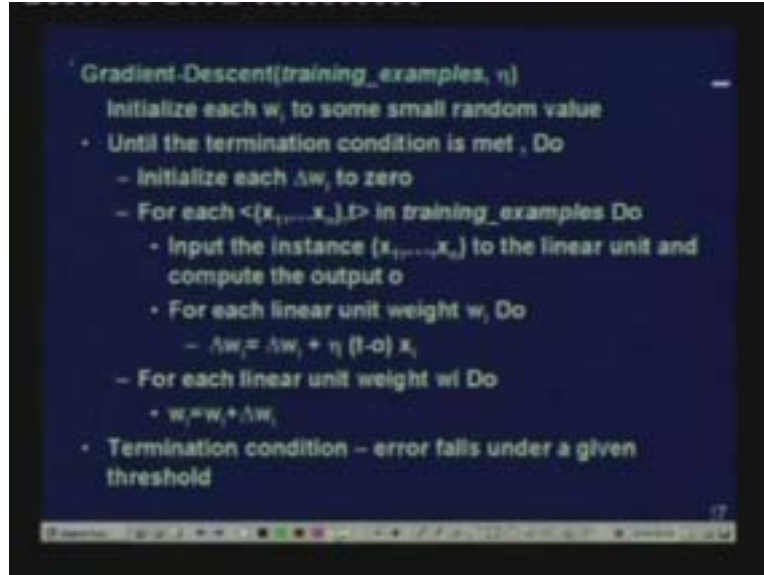 Gradient-Descent(training_examples, η)
Initialize each wᵢ to some small random value
• Until the termination condition is met , Do
– Initialize each Δwᵢ to zero
– For each <(x₁,...xₙ),t> in training_examples Do
• Input the instance (x₁,...,xₙ) to the linear unit and
compute the output o
• For each linear unit weight wᵢ Do
– Δwᵢ= Δwᵢ + η (t-o) xᵢ
– For each linear unit weight wi Do
• wᵢ=wᵢ+Δwᵢ
• Termination condition – error falls under a given
threshold
17